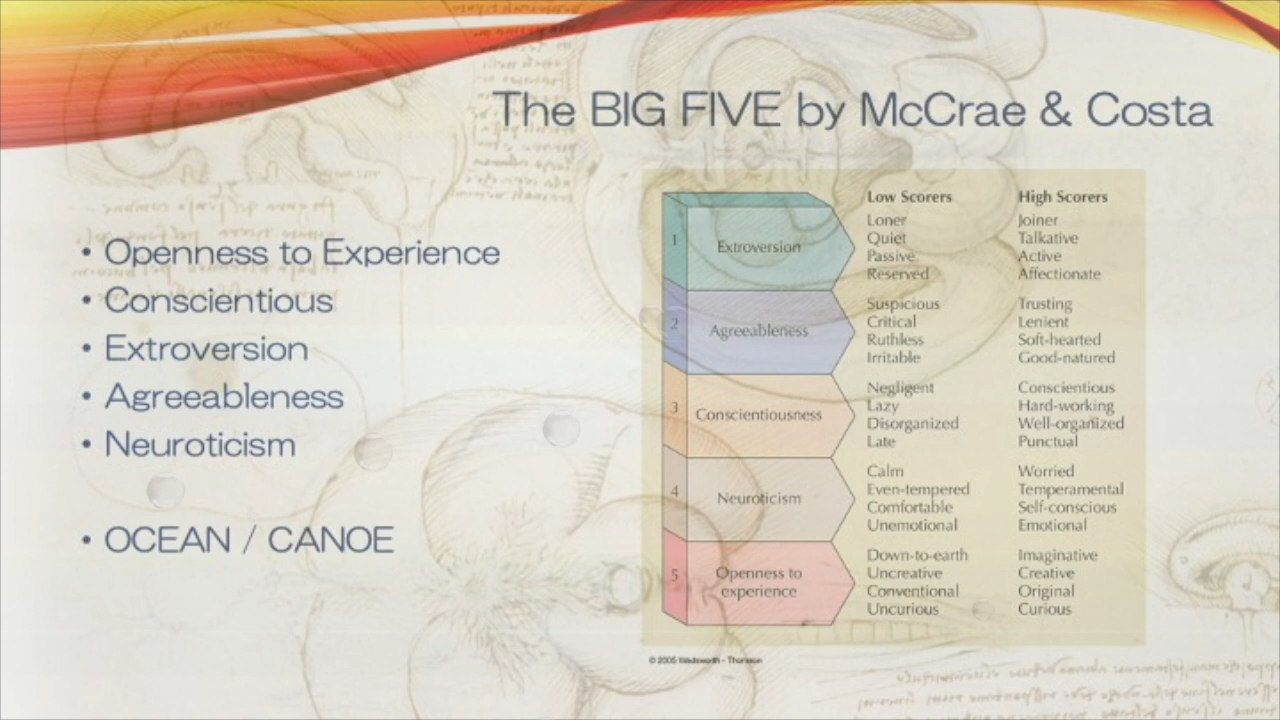 The BIG FIVE by McCrae & Costa
• Openness to Experience
• Conscientious
• Extroversion
• Agreeableness
• Neuroticism
• OCEAN / CANOE
Low Scorers High Scorers
1 Extroversion
Loner Joiner
Quiet Talkative
Passive Active
Reserved Affectionate
2 Agreeableness
Suspicious Trusting
Critical Lenient
Ruthless Soft-hearted
Irritable Good-natured
3 Conscientiousness
Negligent Conscientious
Lazy Hard-working
Disorganized Well-organized
Late Punctual
4 Neuroticism
Calm Worried
Even-tempered Temperamental
Comfortable Self-conscious
Unemotional Emotional
5 Openness to
experience
Down-to-earth Imaginative
Uncreative Creative
Conventional Original
Uncurious Curious
© 2005 Wadsworth - Thomson